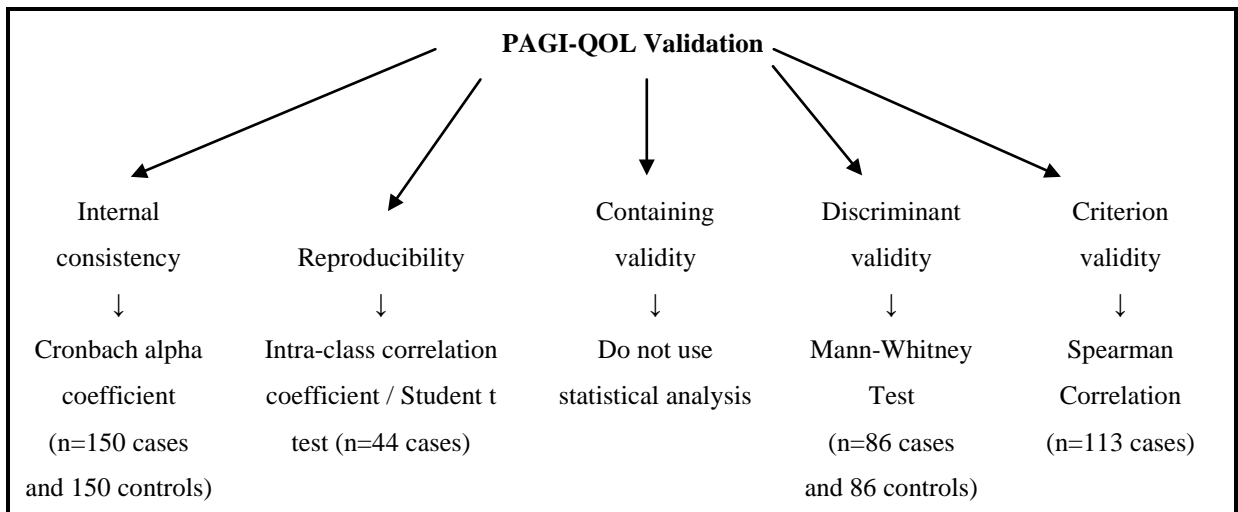 PAGI-QOL Validation
Internal
consistency
↓
Cronbach alpha
coefficient
(n=150 cases
and 150 controls)
Reproducibility
↓
Intra-class correlation
coefficient / Student t
test (n=44 cases)
Containing
validity
↓
Do not use
statistical analysis
Discriminant
validity
↓
Mann-Whitney
Test
(n=86 cases
and 86 controls)
Criterion
validity
↓
Spearman
Correlation
(n=113 cases)